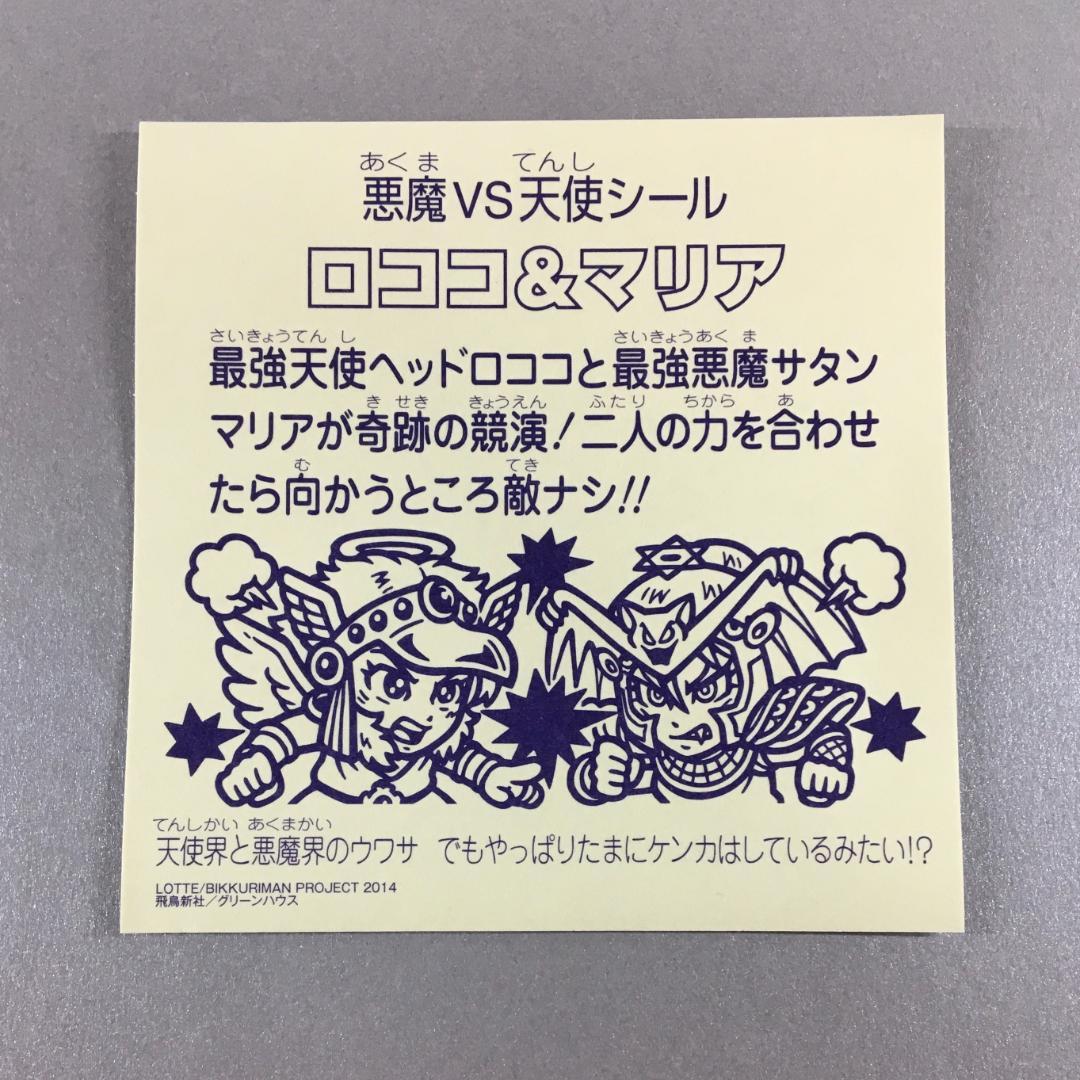 あくま てんし
悪魔VS天使シール
ロココ&マリア
さいきょうてんし さいきょうあくま
最強天使ヘッドロココと最強悪魔サタン
きせき きょうえん ふたり ちから あ
マリアが奇跡の競演!二人の力を合わせ
む てき
たら向かうところ敵ナシ!!
てんしかい あくまかい
天使界と悪魔界のウワサ でもやっぱりたまにケンカはしているみたい!?
LOTTE/BIKKURIMAN PROJECT 2014
飛鳥新社/グリーンハウス